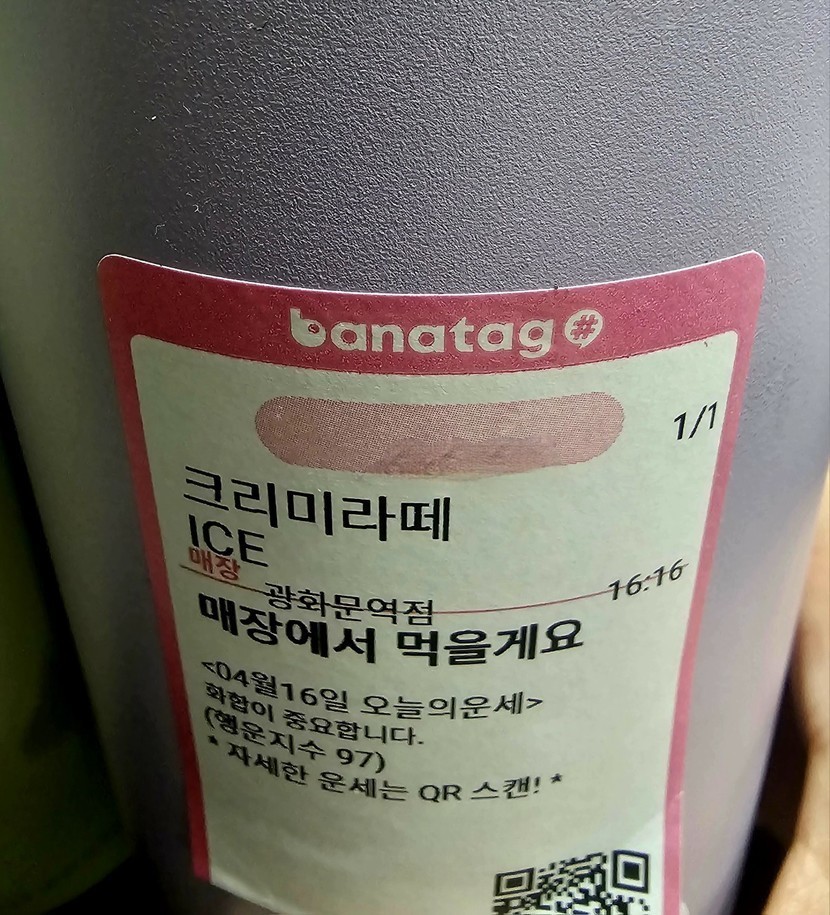 banatag #
1/1
크리미라떼
ICE
매장
광화문역점 16:16
매장에서 먹을게요
<04월16일 오늘의운세>
화합이 중요합니다.
(행운지수 97)
* 자세한 운세는 QR 스캔! *